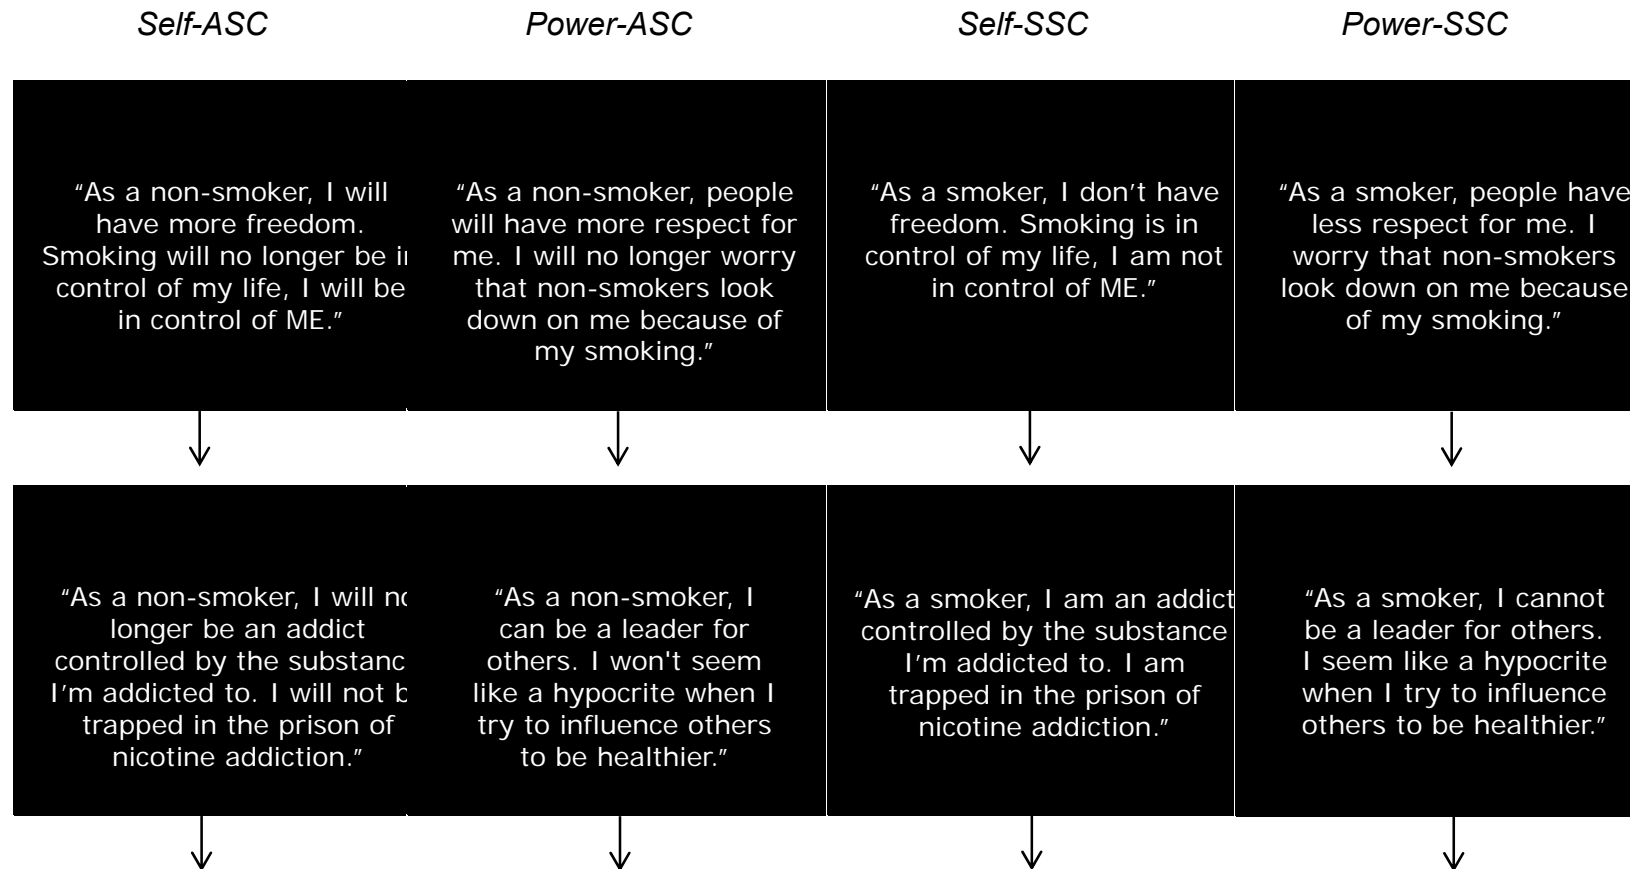 Self-ASC
Power-ASC
Self-SSC
Power-SSC
“As a non-smoker, I will
have more freedom.
Smoking will no longer be
control of my life, I will be
in control of ME.”
“As a non-smoker, people
will have more respect for
me. I will no longer worry
that non-smokers look
down on me because of
my smoking.”
“As a smoker, I don’t have
freedom. Smoking is in
control of my life, I am not
in control of ME.”
“As a smoker, people have
less respect for me. I
worry that non-smokers
look down on me because
of my smoking.”
“As a non-smoker, I will
longer be an addict
controlled by the
I’m addicted to. I will not
trapped in the prison of
nicotine addiction.”
“As a non-smoker, I
can be a leader for
others. I won't seem
like a hypocrite when I
try to influence others
to be healthier.”
“As a smoker, I am an addict
controlled by the substance
I’m addicted to. I am
trapped in the prison of
nicotine addiction.”
“As a smoker, I cannot
be a leader for others.
I seem like a hypocrite
when I try to influence
others to be healthier.”